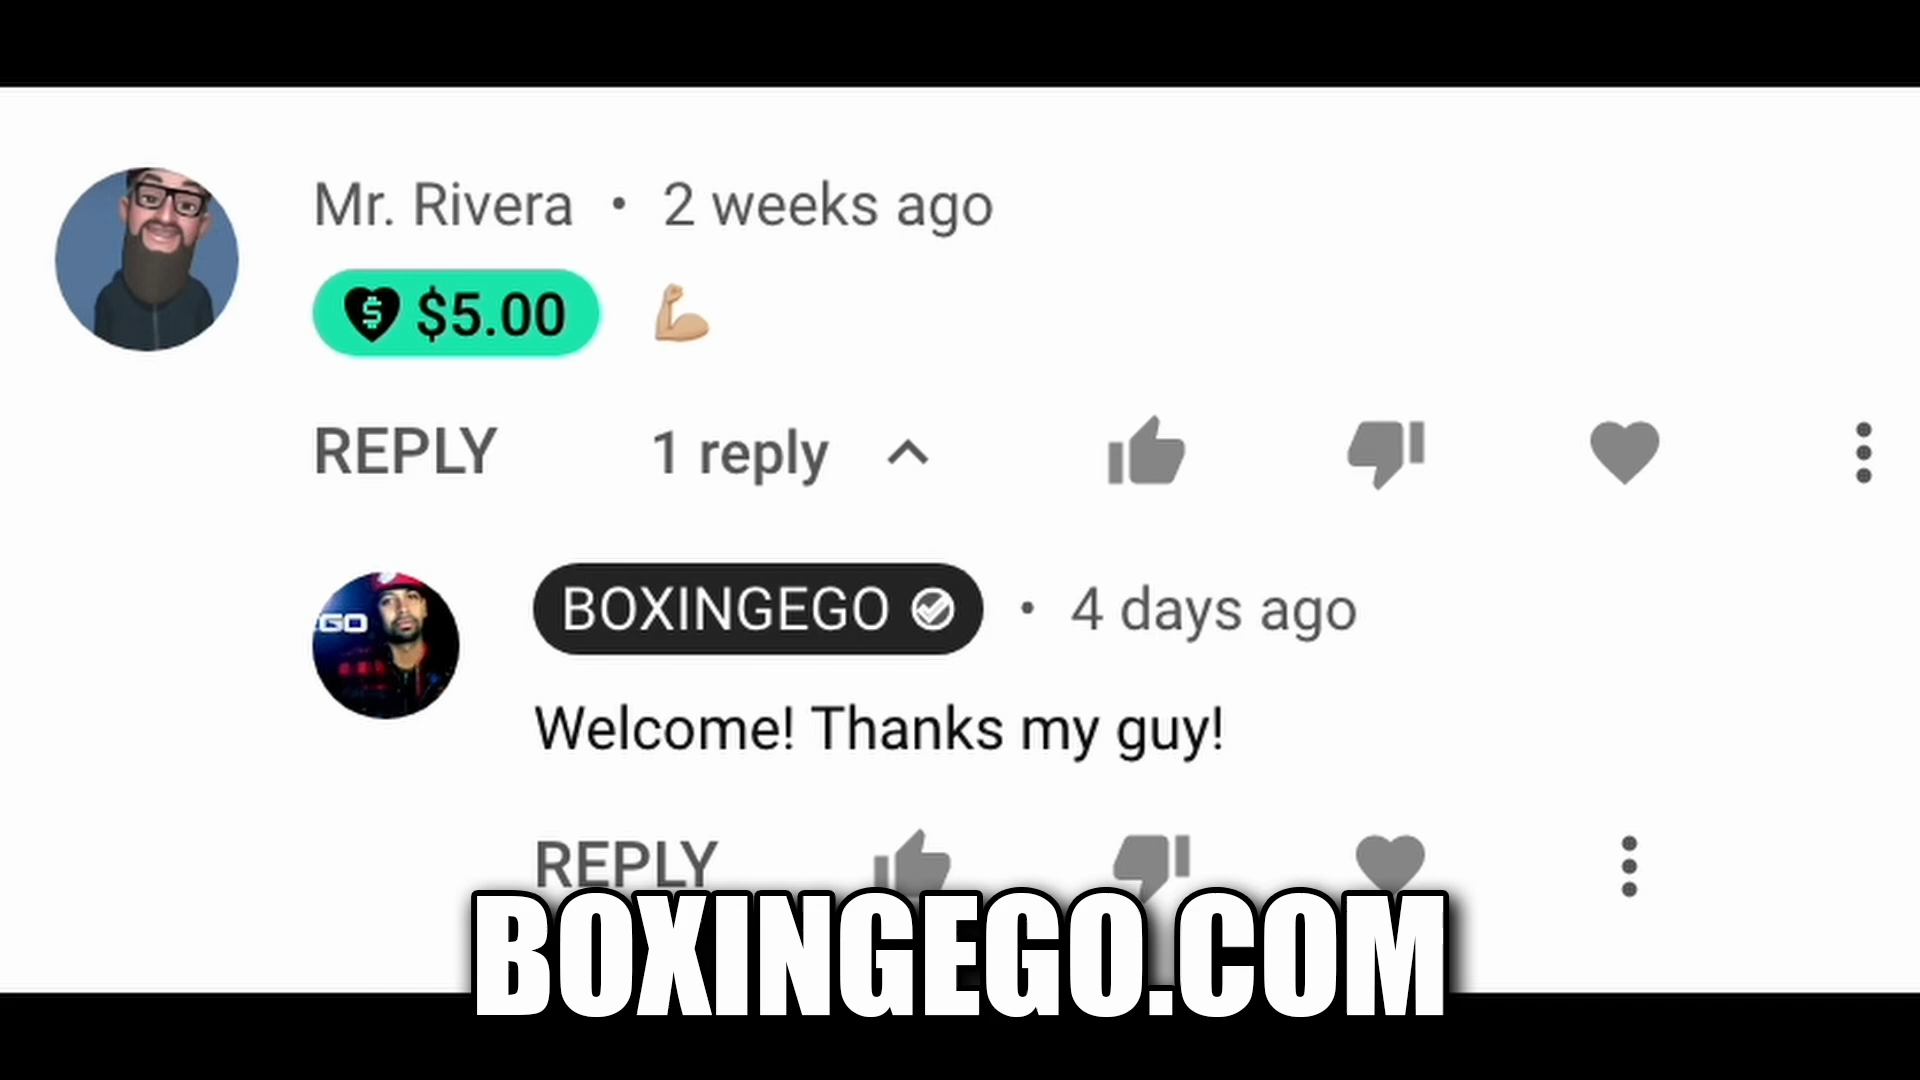 Mr. Rivera • 2 weeks ago
$5.00 💪🏼
REPLY 1 reply
GO
BOXINGEGO • 4 days ago
Welcome! Thanks my guy!
REPLY
BOXINGEGO.COM